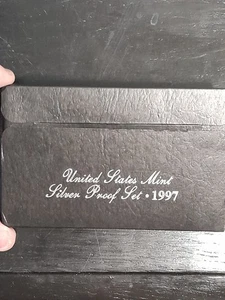 United States Mint
Silver Proof Set • 1997